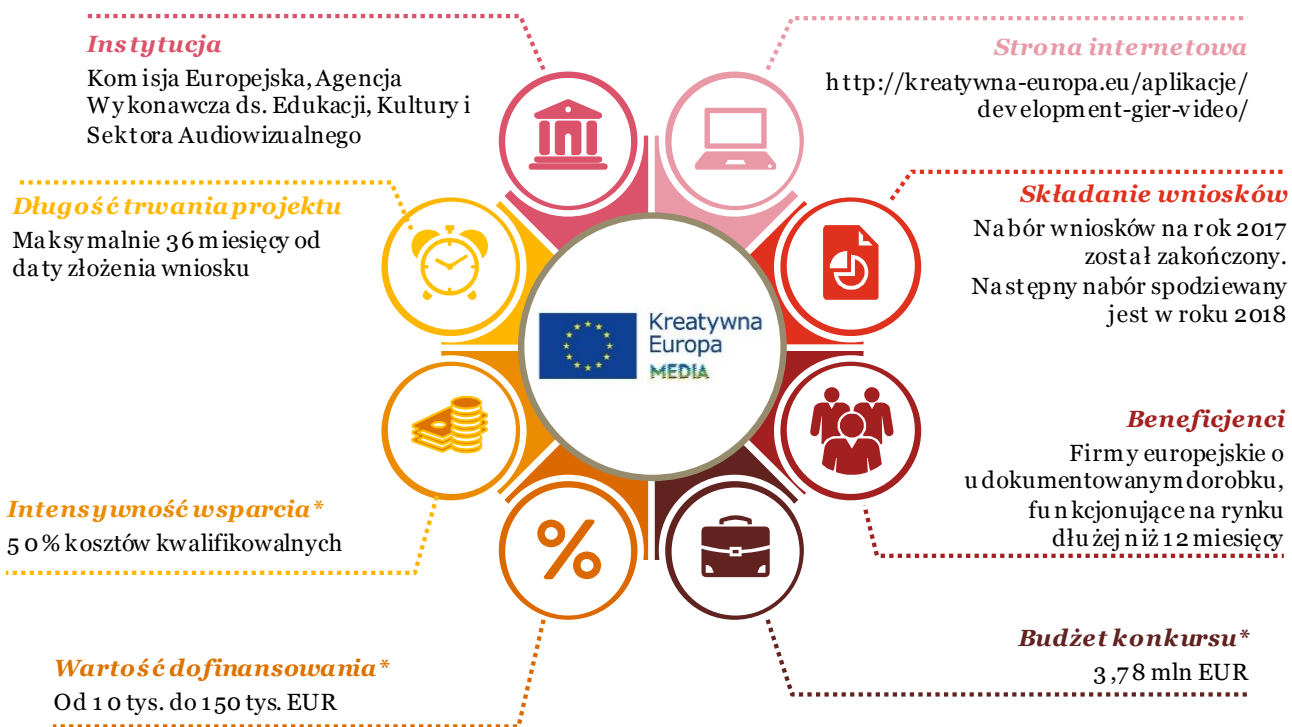 Instytucja
Komisja Europejska, Agencja
Wykonawcza ds. Edukacji, Kultury i
Sektora Audiowizualnego
Strona internetowa
http://kreatywna-europa.eu/aplikacje/
development-gier-video/
Długość trwania projektu
Maksymalnie 36 miesięcy od
daty złożenia wniosku
Składanie wniosków
Nabór wniosków na rok 2017
został zakończony.
Następny nabór spodziewany
jest w roku 2018
Kreatywna
Europa
MEDIA
Intensywność wsparcia*
50% kosztów kwalifikowalnych
Beneficjenci
Firmy europejskie o
udokumentowanym dorobku,
funkcjonujące na rynku
dłużej niż 12 miesięcy
%
Wartość dofinansowania*
Od 10 tys. do 150 tys. EUR
Budżet konkursu*
3,78 mln EUR